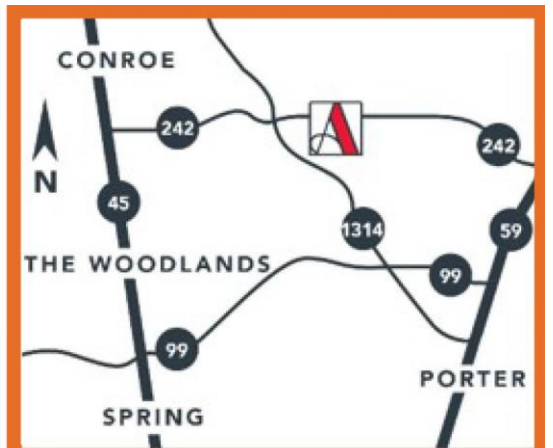 CONROE
242
242
N
45
1314
59
THE WOODLANDS
99
99
PORTER
SPRING